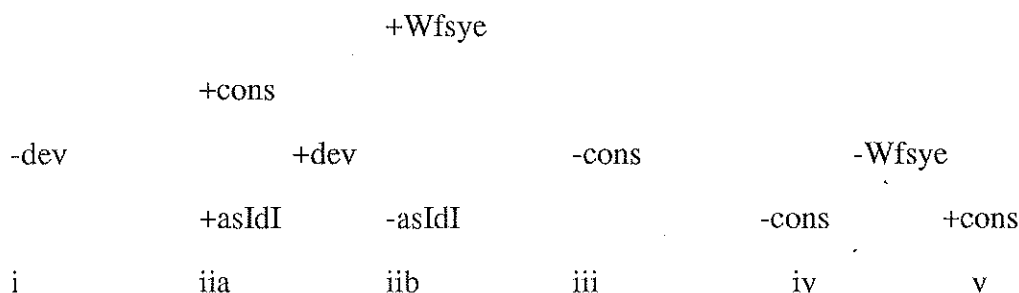 +Wfsye
+cons
-dev +dev -cons -Wfsye
+asIdI -asIdI -cons +cons
i iia iib iii iv v